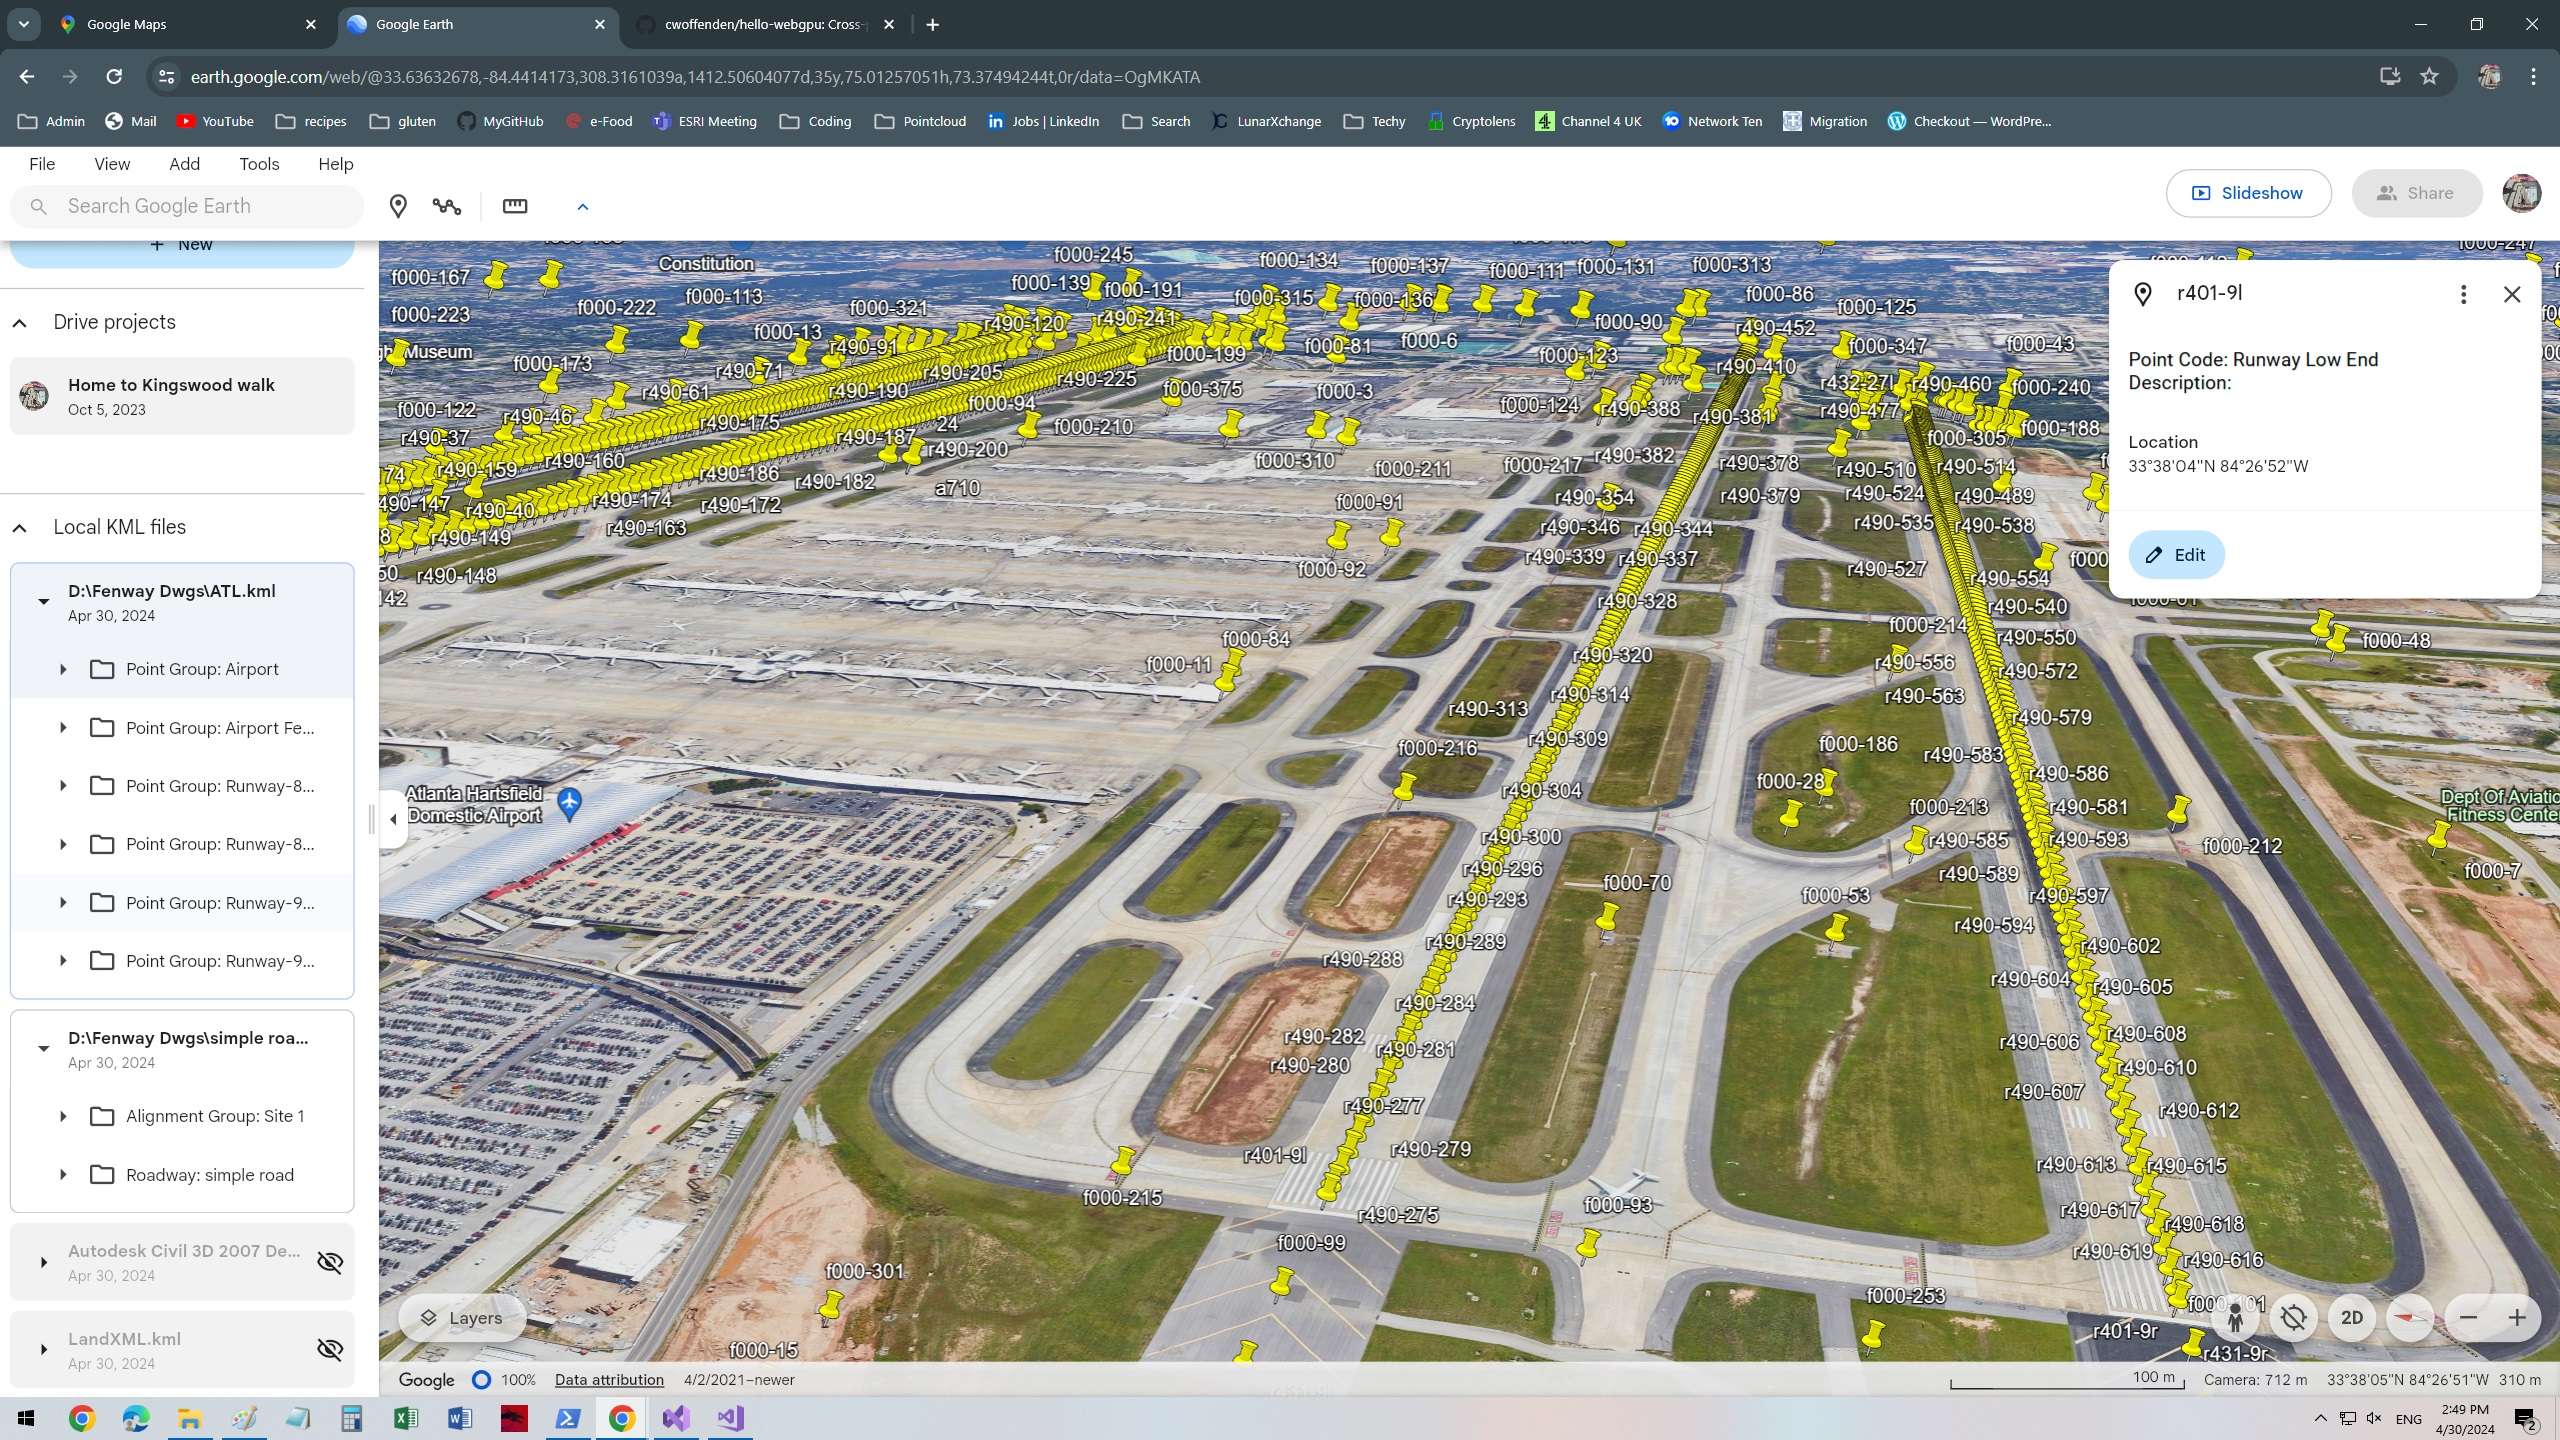 Google Maps
Google Earth
cwoffenden/hello-webgpu: Cross-
earth.google.com/web/@33.63632678,-84.4414173,308.3161039a,1412.50604077d,35y,75.01257051h,73.37494244t,0r/data=OgMKATA
Admin Mail YouTube recipes gluten MyGitHub e-Food ESRI Meeting Coding Pointcloud Jobs | LinkedIn Search LunarXchange Techy Cryptolens Channel 4 UK Network Ten Migration Checkout — WordPre...
File View Add Tools Help
Search Google Earth
Slideshow
Share
New
Drive projects
Home to Kingswood walk
Oct 5, 2023
Local KML files
D:\Fenway Dwgs\ATL.kml
Apr 30, 2024
Point Group: Airport
Point Group: Airport Fe...
Point Group: Runway-8...
Point Group: Runway-8...
Point Group: Runway-9...
Point Group: Runway-9...
D:\Fenway Dwgs\simple roa...
Apr 30, 2024
Alignment Group: Site 1
Roadway: simple road
Autodesk Civil 3D 2007 De...
Apr 30, 2024
LandXML.kml
Apr 30, 2024
f000-245
Constitution
f000-134
f000-137
f000-111
f000-131
f000-313
f000-167
f000-139
f000-191
f000-222
f000-113
f000-321
f000-315
f000-136
f000-86
f000-125
f000-223
f000-13
r490-120
r490-241
f000-90
r490-452
Museum
f000-173
r490-91
f000-199
f000-81
f000-6
f000-123
f000-347
f000-43
r490-71
r490-205
r490-225
r490-410
r432-27l
r490-460
f000-240
r490-61
r490-190
f000-94
f000-375
f000-3
f000-122
r490-46
f000-124
r490-388
r490-381
r490-477
r490-37
r490-175
r490-187
24
f000-210
f000-305
f000-188
r490-159
r490-160
r490-186
r490-182
r490-200
f000-310
f000-211
f000-217
r490-382
r490-378
r490-510
r490-514
r490-147
r490-40
r490-174
r490-172
a710
f000-91
r490-354
r490-379
r490-524
r490-489
r490-149
r490-163
r490-346
r490-344
r490-535
r490-538
r490-148
f000-92
r490-339
r490-337
r490-527
r490-554
r490-328
r490-540
f000-84
f000-214
r490-550
f000-48
f000-11
r490-320
r490-556
r490-572
r490-314
r490-563
r490-313
r490-579
f000-216
r490-309
f000-186
r490-583
r490-586
Atlanta Hartsfield
Domestic Airport
r490-304
f000-28
f000-213
r490-581
Dept Of Aviatio
Fitness Cente
r490-300
r490-585
r490-593
f000-212
r490-296
f000-70
r490-589
f000-7
r490-293
f000-53
r490-597
r490-289
r490-594
r490-602
r490-288
r490-604
r490-605
r490-284
r490-282
r490-281
r490-606
r490-608
r490-280
r490-610
r490-277
r490-607
r490-612
r401-9l
r490-279
r490-613
r490-615
f000-215
r490-275
f000-93
r490-617
r490-618
f000-99
r490-619
r490-616
f000-301
f000-253
f000-101
f000-15
r401-9r
r431-9r
r401-9l
Point Code: Runway Low End
Description:
Location
33°38'04"N 84°26'52"W
Edit
Layers
2D
Google 100% Data attribution 4/2/2021–newer
100 m Camera: 712 m 33°38'05"N 84°26'51"W 310 m
ENG
2:49 PM
4/30/2024
2